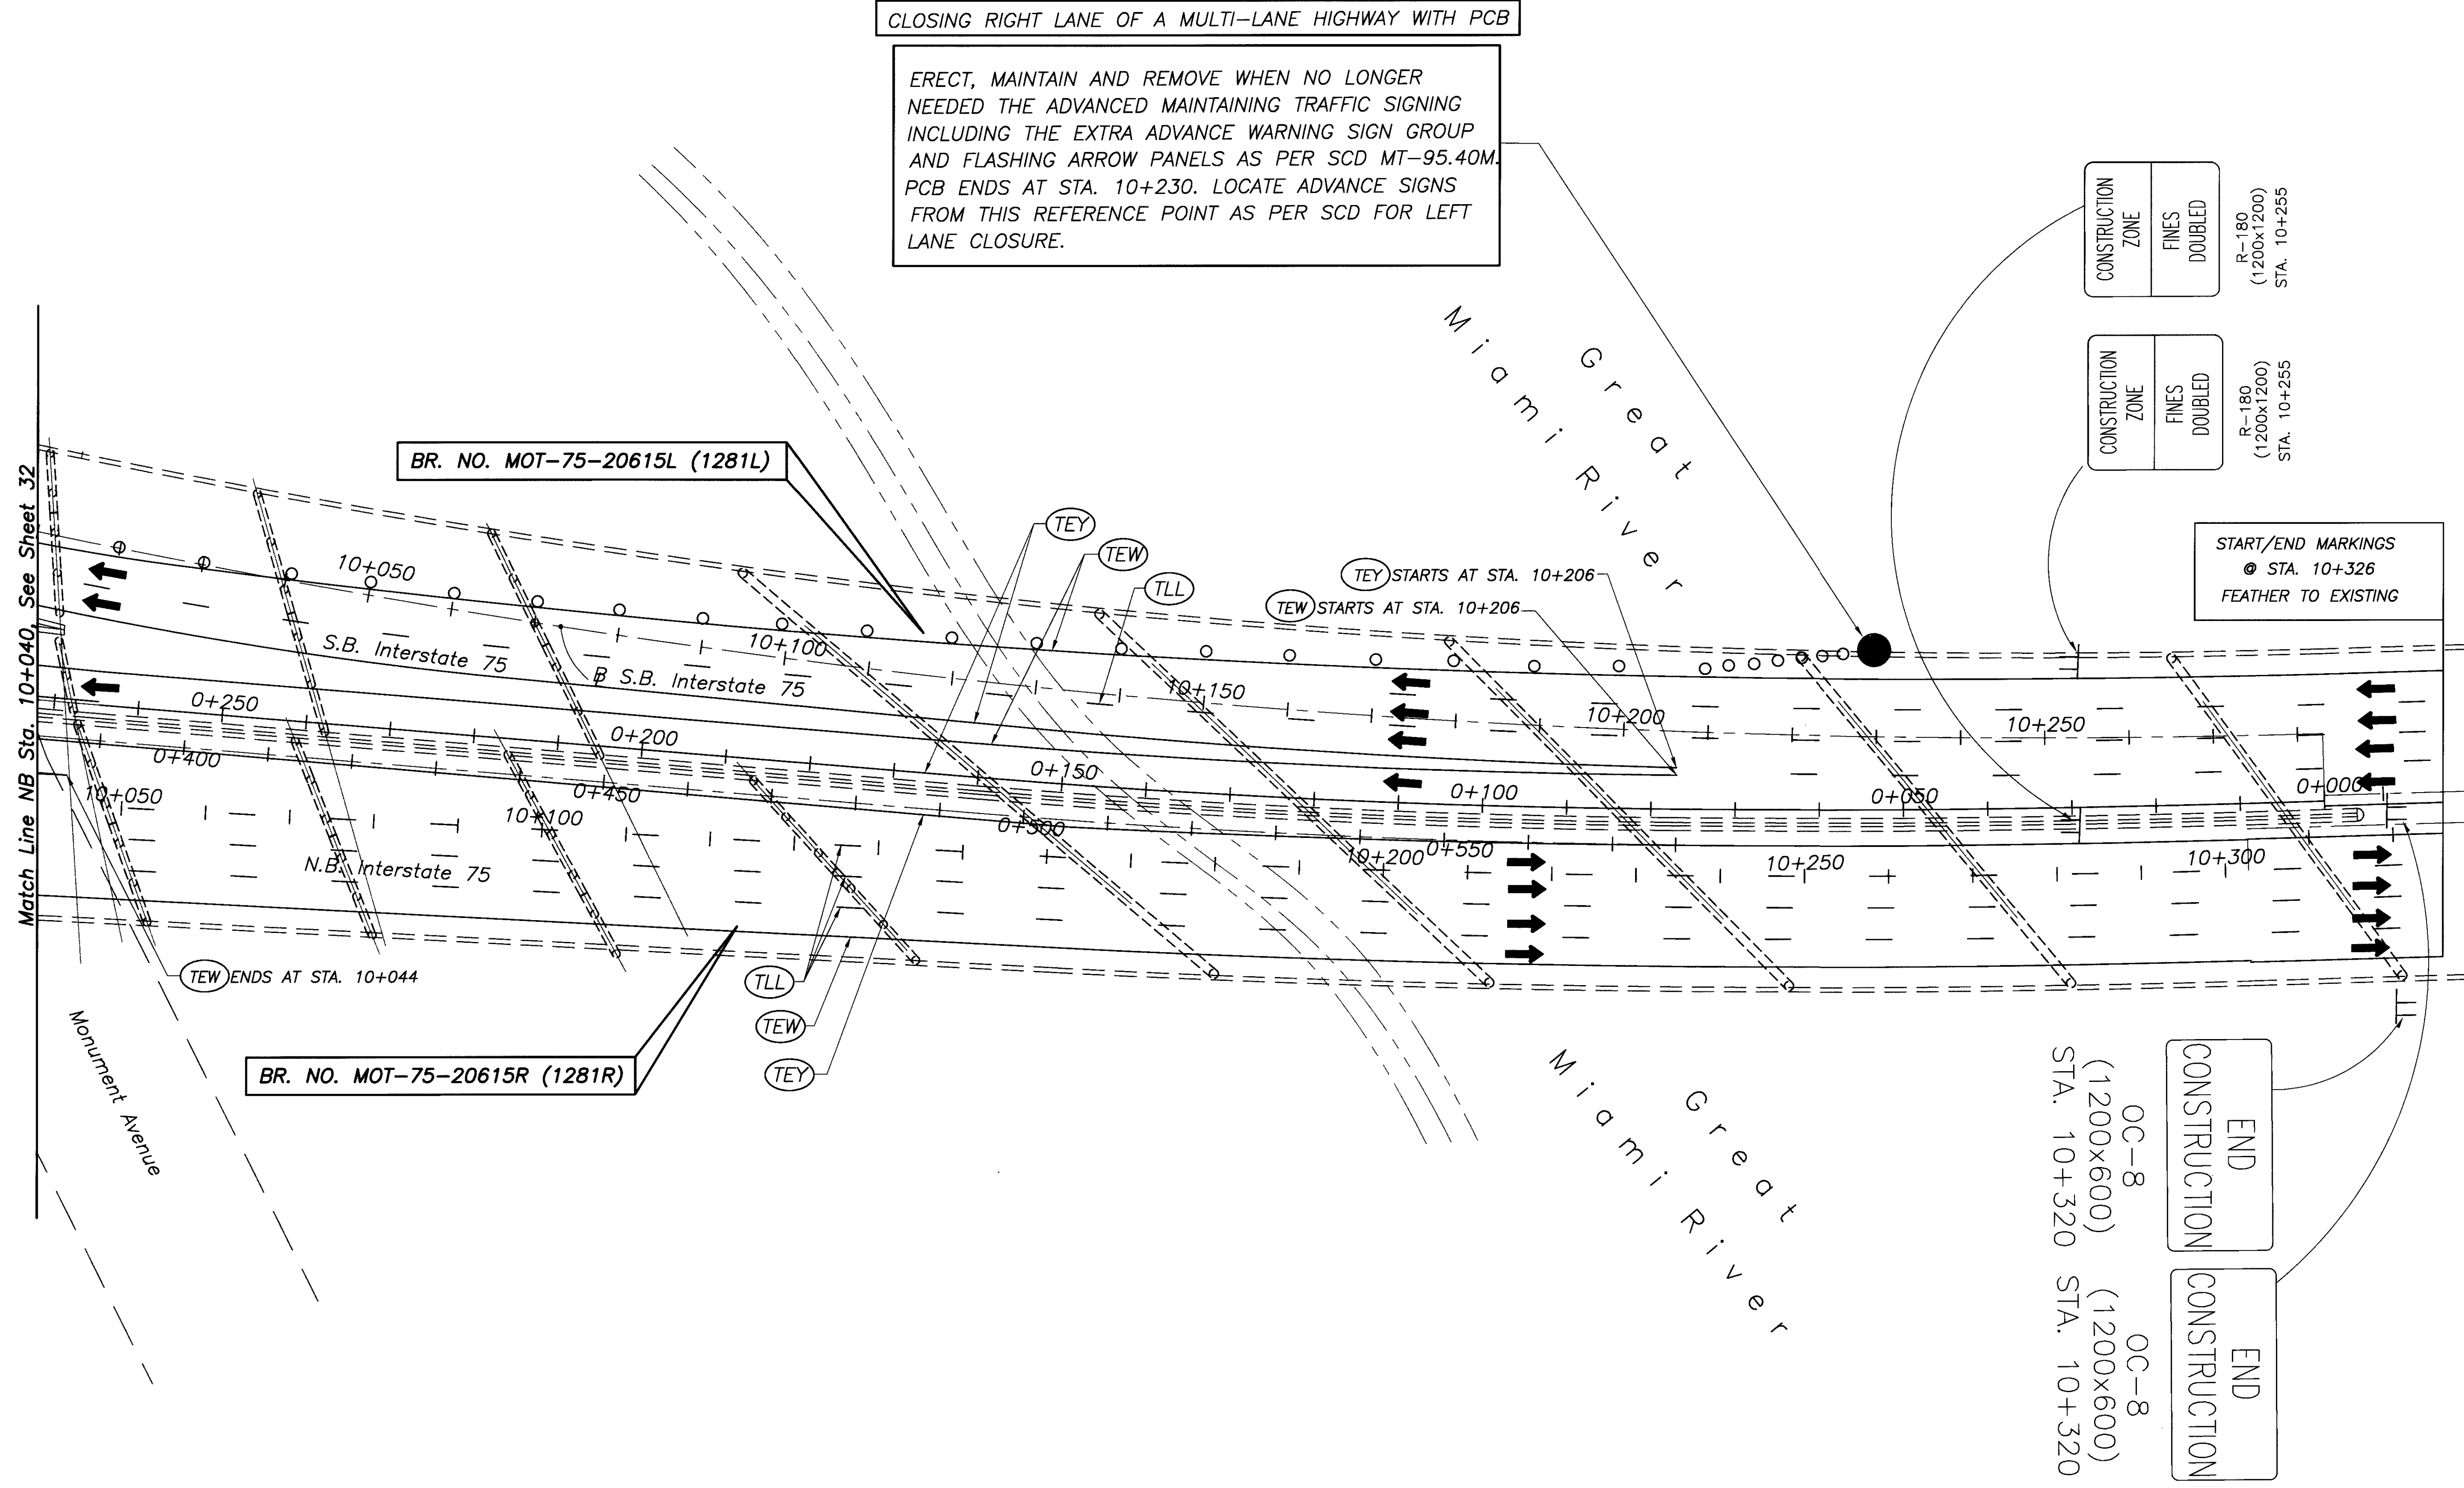 CLOSING RIGHT LANE OF A MULTI-LANE HIGHWAY WITH PCB
ERECT, MAINTAIN AND REMOVE WHEN NO LONGER
NEEDED THE ADVANCED MAINTAINING TRAFFIC SIGNING
INCLUDING THE EXTRA ADVANCE WARNING SIGN GROUP
AND FLASHING ARROW PANELS AS PER SCD MT-95.40M.
PCB ENDS AT STA. 10+230. LOCATE ADVANCE SIGNS
FROM THIS REFERENCE POINT AS PER SCD FOR LEFT
LANE CLOSURE.
CONSTRUCTION
ZONE
FINES
DOUBLED
R-180
(1200x1200)
STA. 10+255
CONSTRUCTION
ZONE
FINES
DOUBLED
R-180
(1200x1200)
STA. 10+255
Great
Miami River
START/END MARKINGS
@ STA. 10+326
FEATHER TO EXISTING
Match Line NB Sta. 10+040, See Sheet 32
BR. NO. MOT-75-20615L (1281L)
TEY
TEW
TLL
TEY STARTS AT STA. 10+206
TEW STARTS AT STA. 10+206
10+050
10+100
10+150
10+200
10+250
S.B. Interstate 75
B S.B. Interstate 75
0+250
0+200
0+150
0+100
0+050
0+000
0+400
0+450
0+500
0+550
10+050
10+100
10+200
10+250
10+300
N.B. Interstate 75
TEW ENDS AT STA. 10+044
TLL
TEW
TEY
BR. NO. MOT-75-20615R (1281R)
Monument Avenue
Great
Miami River
END
CONSTRUCTION
OC-8
(1200x600)
STA. 10+320
END
CONSTRUCTION
OC-8
(1200x600)
STA. 10+320